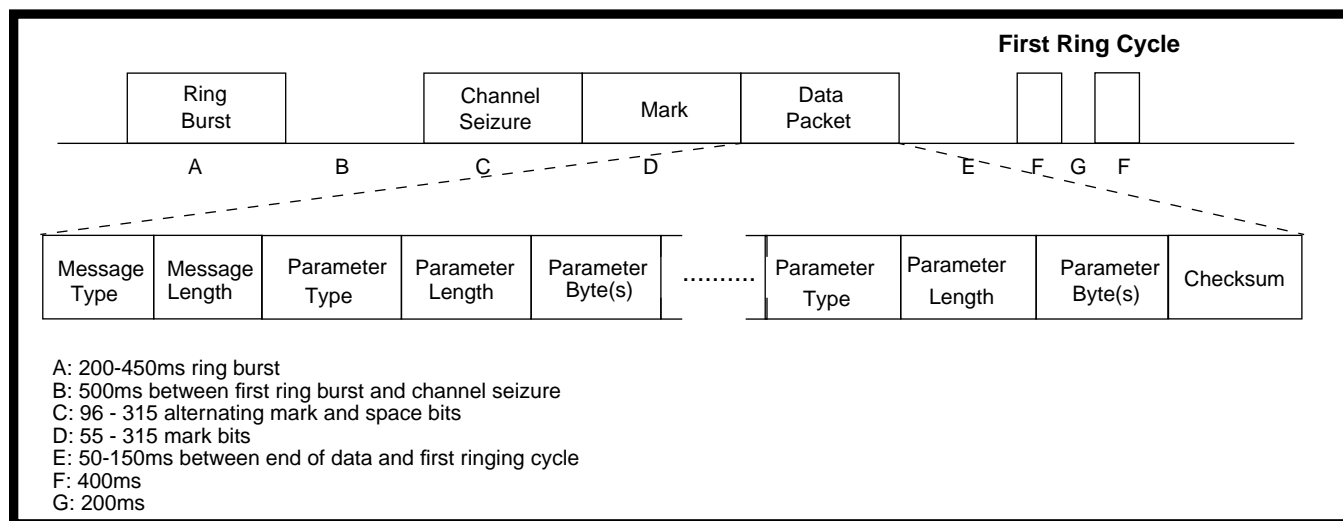 First Ring Cycle
Ring
Burst
Channel
Seizure
Mark
Data
Packet
A
B
C
D
E
F
G
F
Message
Type
Message
Length
Parameter
Type
Parameter
Length
Parameter
Byte(s)
..........
Parameter
Type
Parameter
Length
Parameter
Byte(s)
Checksum
A: 200-450ms ring burst
B: 500ms between first ring burst and channel seizure
C: 96 - 315 alternating mark and space bits
D: 55 - 315 mark bits
E: 50-150ms between end of data and first ringing cycle
F: 400ms
G: 200ms